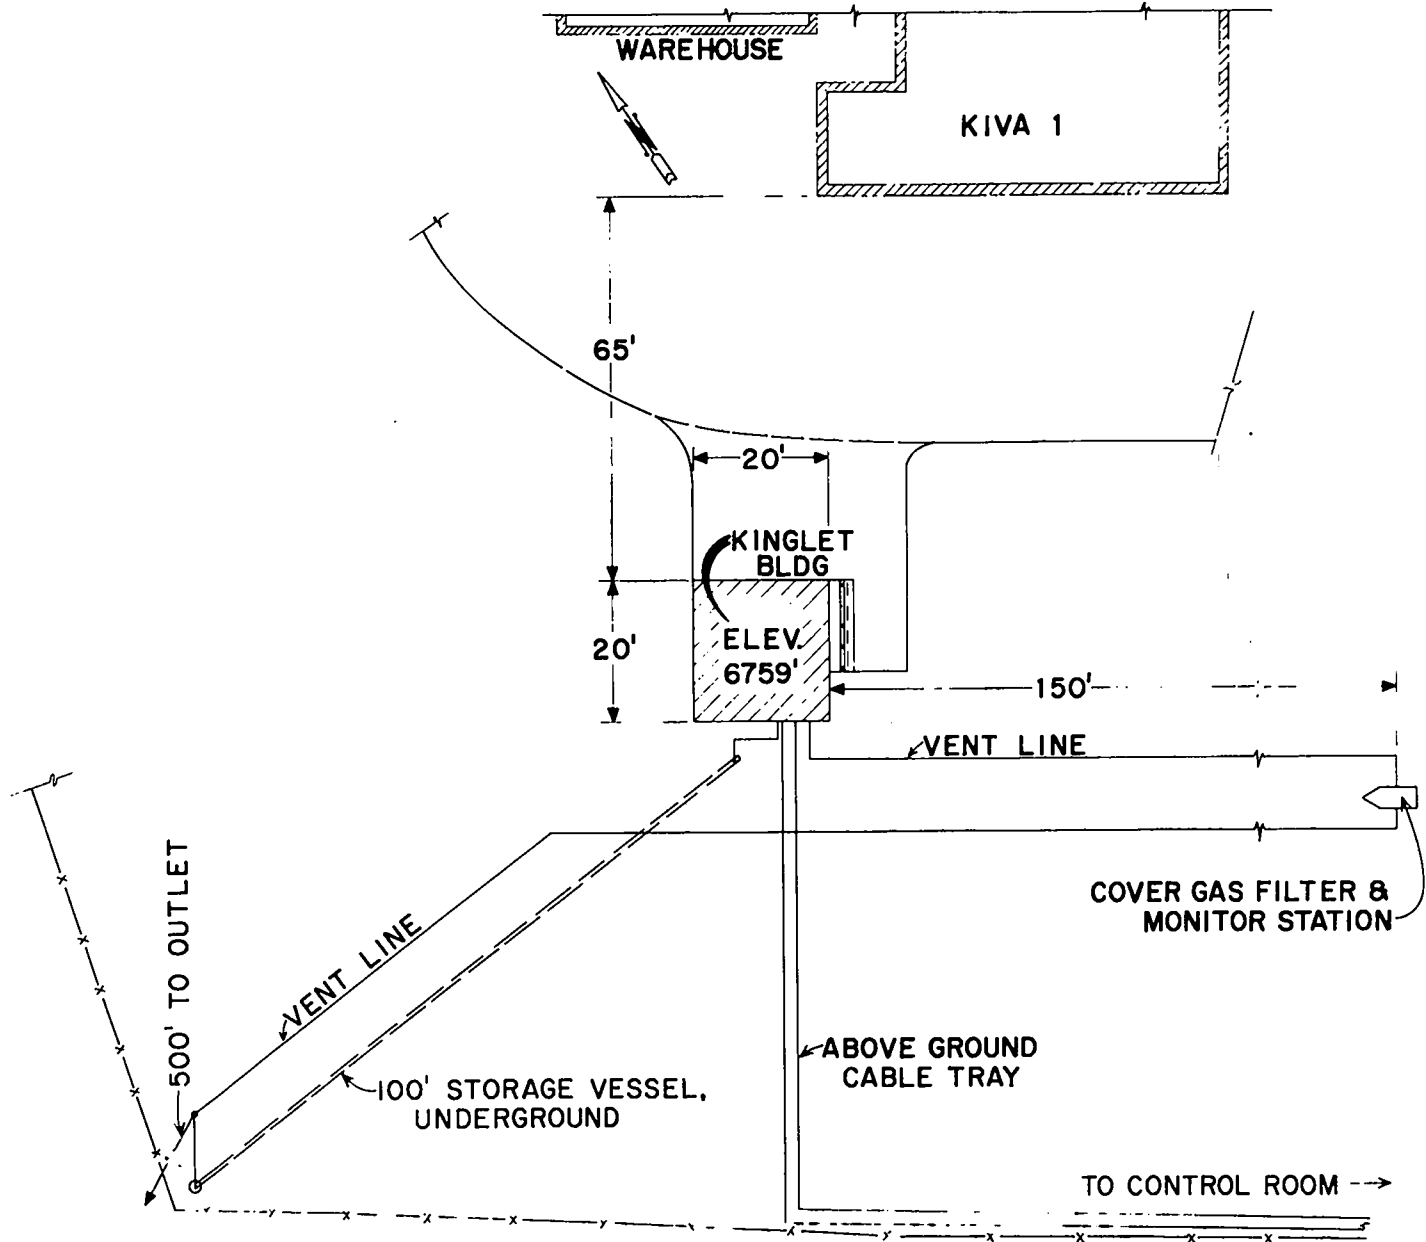 WAREHOUSE
KIVA 1
65'
20'
KINGLET
BLDG
20'
ELEV.
6759'
150'
VENT LINE
COVER GAS FILTER &
MONITOR STATION
500' TO OUTLET
VENT LINE
ABOVE GROUND
CABLE TRAY
100' STORAGE VESSEL,
UNDERGROUND
TO CONTROL ROOM